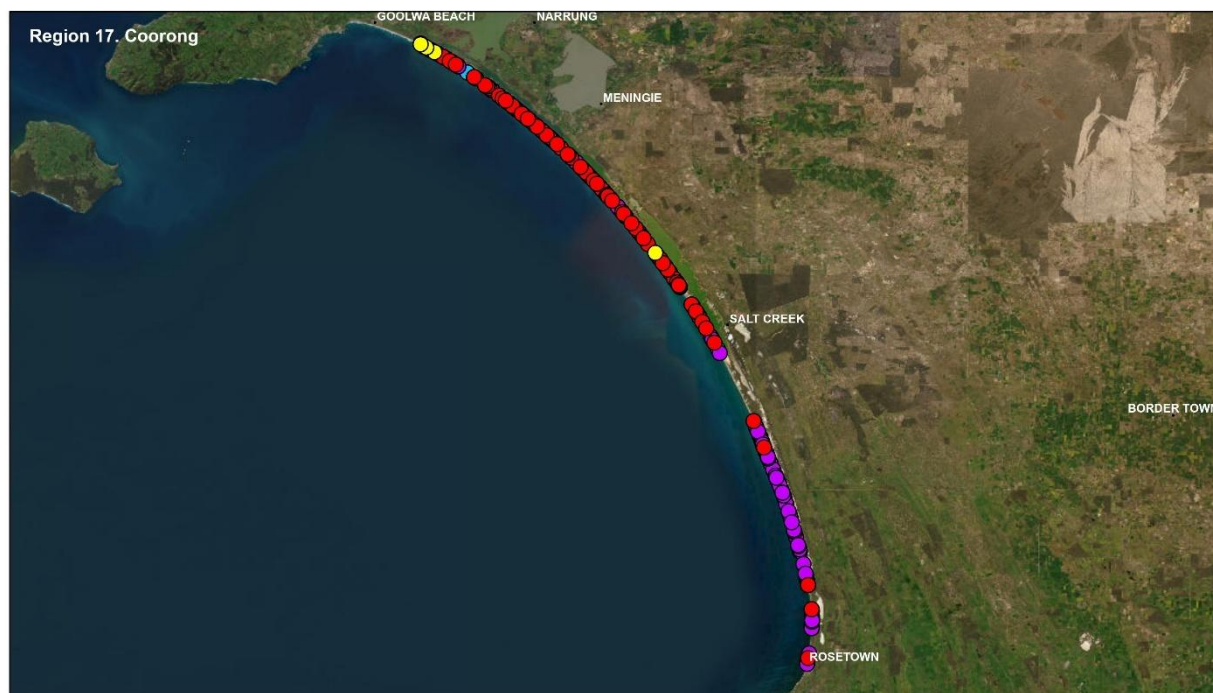 GOOLWA BEACH
NARRUNG
Region 17. Coorong
MENINGIE
SALT CREEK
BORDER TOWN
ROSETOWN